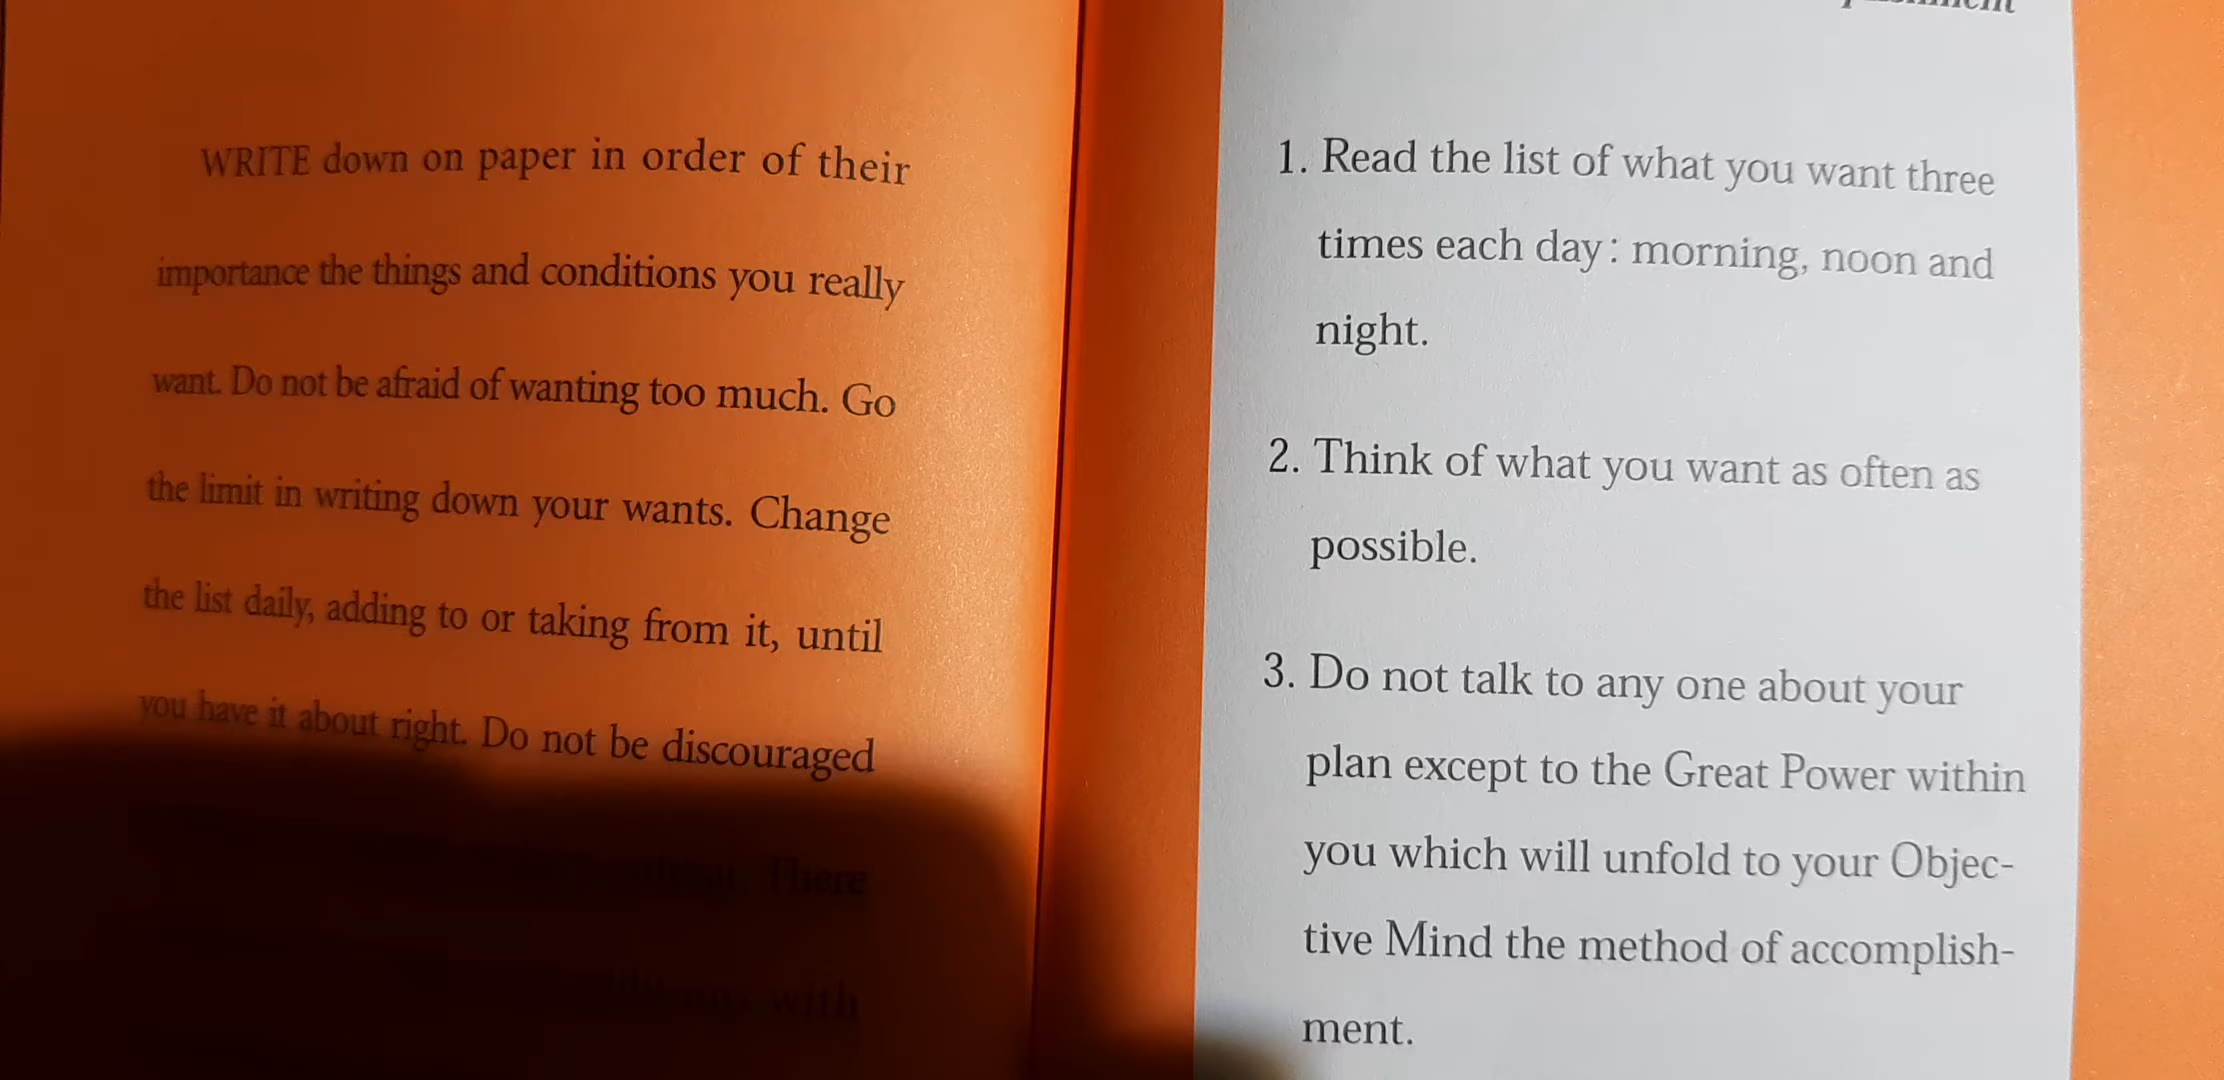 WRITE down on paper in order of their
importance the things and conditions you really
want. Do not be afraid of wanting too much. Go
the limit in writing down your wants. Change
the list daily, adding to or taking from it, until
you have it about right. Do not be discouraged
There
with
1. Read the list of what you want three
times each day: morning, noon and
night.
2. Think of what you want as often as
possible.
3. Do not talk to any one about your
plan except to the Great Power within
you which will unfold to your Objec-
tive Mind the method of accomplish-
ment.